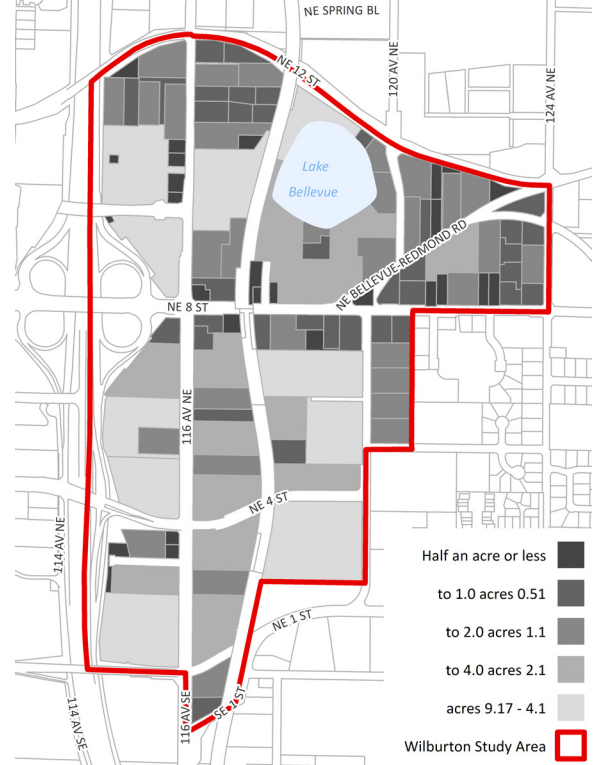 NE SPRING BL
NE 12 ST
120 AV NE
124 AV NE
Lake
Bellevue
NE BELLEVUE-REDMOND RD
NE 8 ST
116 AV NE
NE 4 ST
114 AV NE
NE 1 ST
SE 1 ST
116 AV SE
114 AV SE
Half an acre or less
to 1.0 acres 0.51
to 2.0 acres 1.1
to 4.0 acres 2.1
acres 9.17 - 4.1
Wilburton Study Area